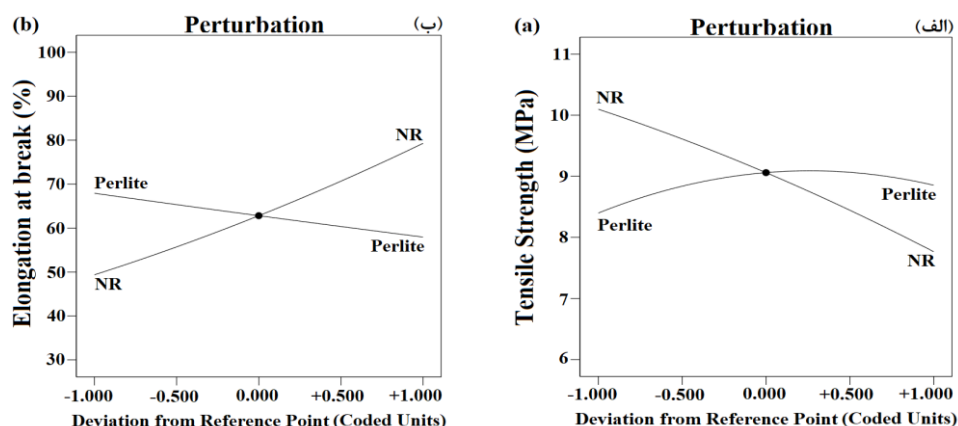 (b)
Perturbation
(ب)
Elongation at break (%)
100
90
80
70
60
50
40
30
Perlite
NR
NR
Perlite
-1.000
-0.500
0.000
+0.500
+1.000
Deviation from Reference Point (Coded Units)
(a)
Perturbation
(الف)
Tensile Strength (MPa)
11
10
9
8
7
6
NR
Perlite
Perlite
NR
-1.000
-0.500
0.000
+0.500
+1.000
Deviation from Reference Point (Coded Units)